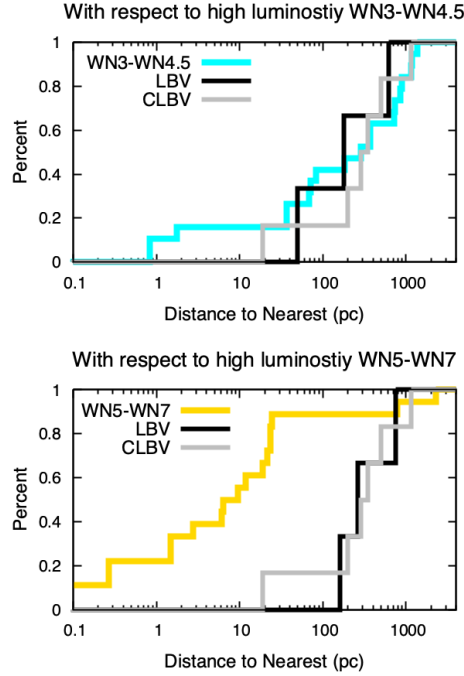 With respect to high luminostiy WN3-WN4.5
1
0.8
0.6
0.4
0.2
0
Percent
WN3-WN4.5
LBV
CLBV
0.1 1 10 100 1000
Distance to Nearest (pc)
With respect to high luminostiy WN5-WN7
1
0.8
0.6
0.4
0.2
0
Percent
WN5-WN7
LBV
CLBV
0.1 1 10 100 1000
Distance to Nearest (pc)